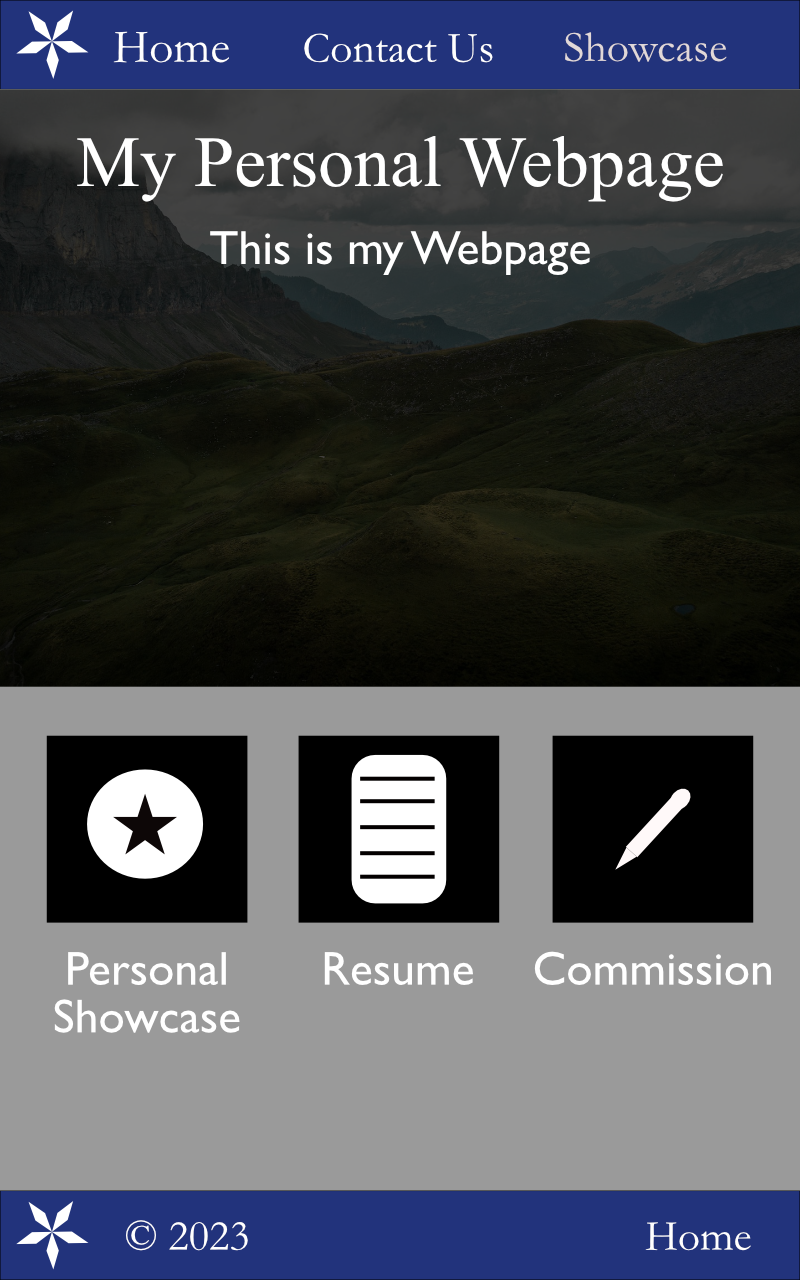 Home Contact Us Showcase
My Personal Webpage
This is my Webpage
Personal Showcase
Resume
Commission
© 2023 Home